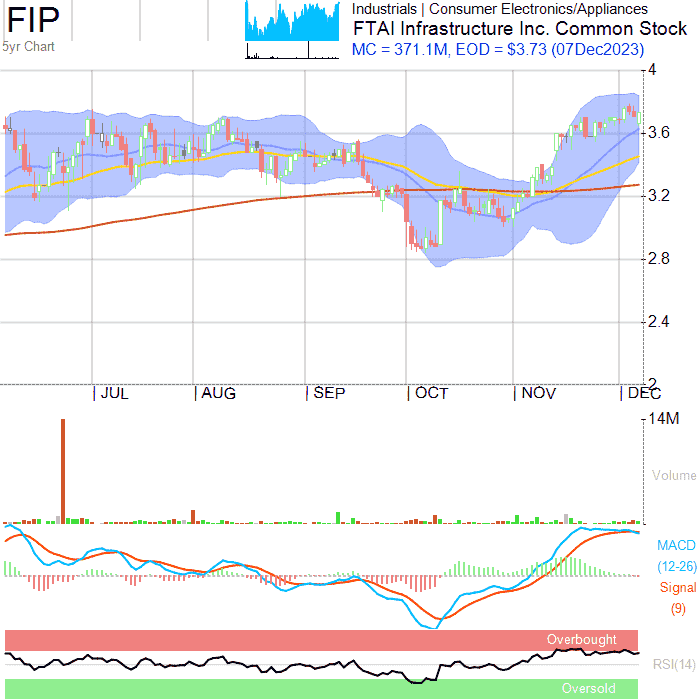 FIP
5yr Chart
Industrials | Consumer Electronics/Appliances
FTAI Infrastructure Inc. Common Stock
MC = 371.1M, EOD = $3.73 (07Dec2023)
4
3.6
3.2
2.8
2.4
2
JUL AUG SEP OCT NOV DEC
14M
Volume
MACD
(12-26)
Signal
(9)
Overbought
RSI(14)
Oversold